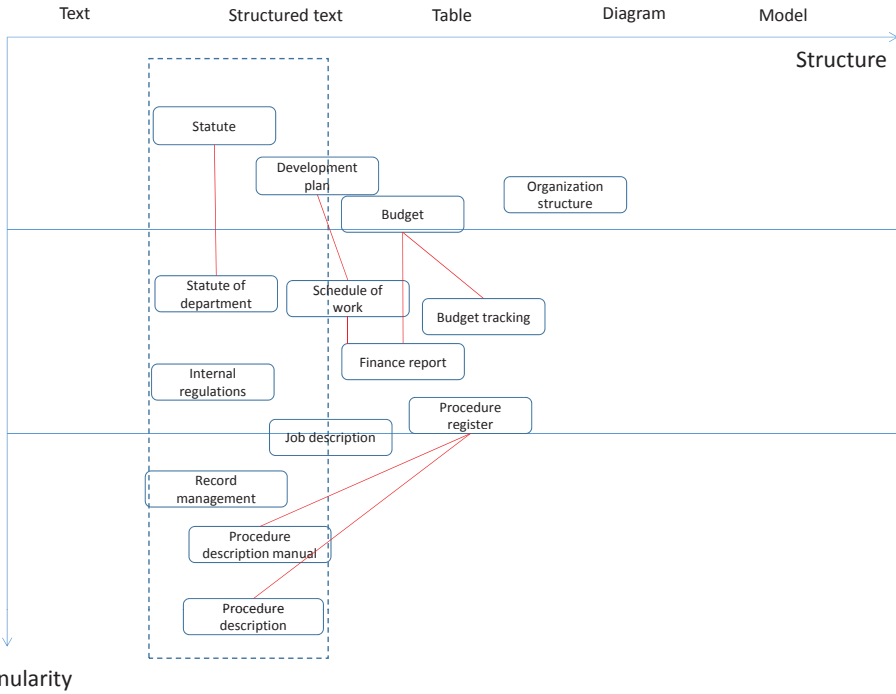 Text Structured text Table Diagram Model
Structure
Statute
Development
plan
Organization
structure
Budget
Statute of
department
Schedule of
work
Budget tracking
Finance report
Internal
regulations
Procedure
register
Job description
Record
management
Procedure
description manual
Procedure
description
nularity